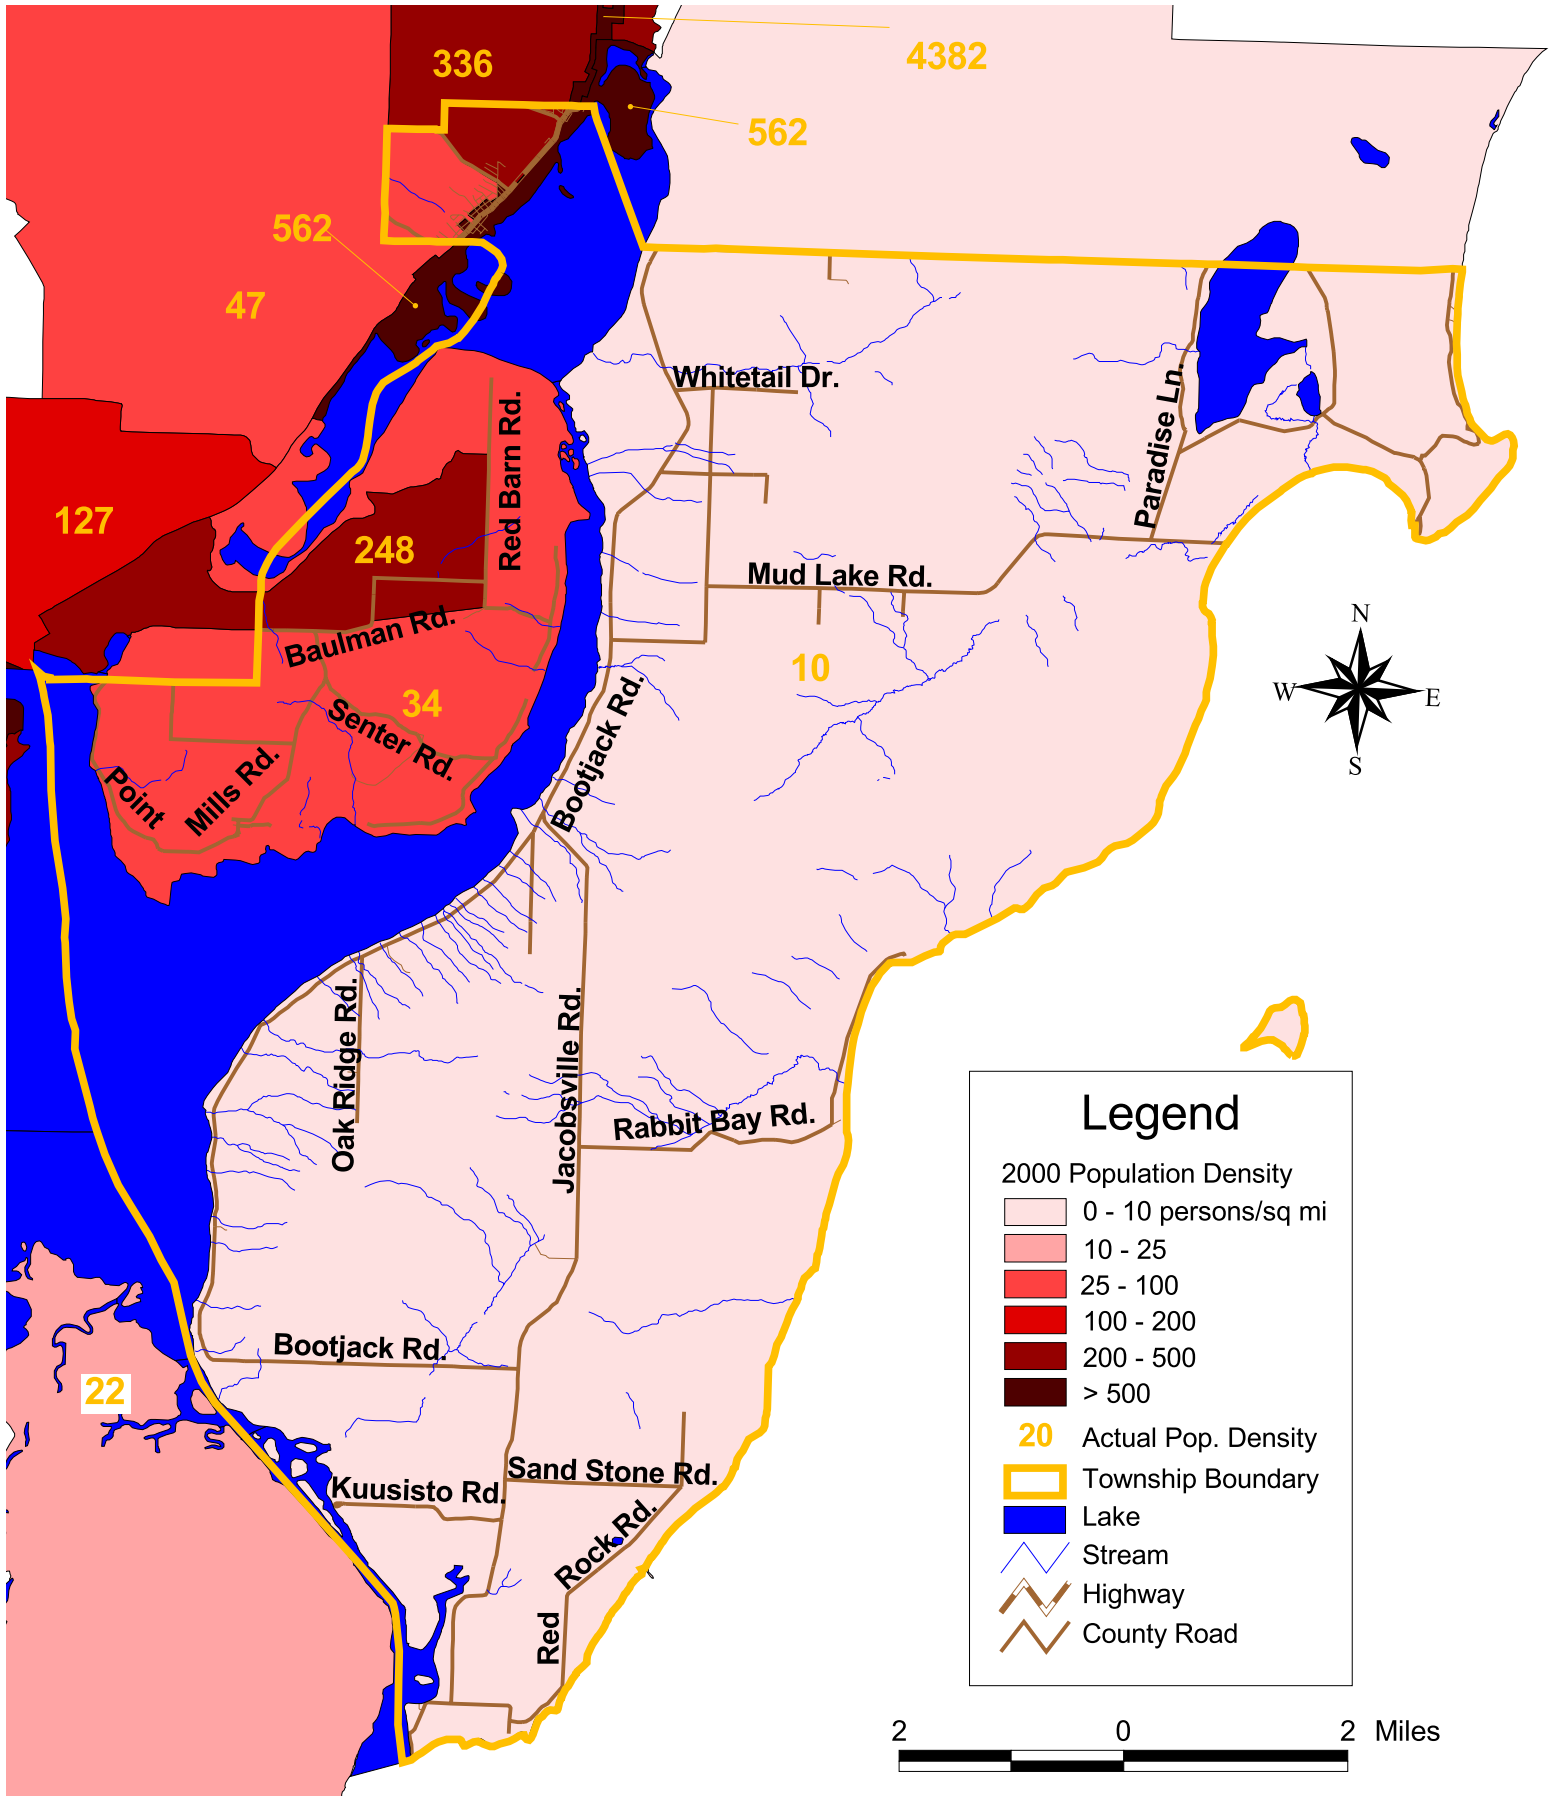 336
4382
562
562
47
Whitetail Dr.
Paradise Ln.
Red Barn Rd.
127
248
Mud Lake Rd.
Baulman Rd.
10
34
Senter Rd.
Bootjack Rd.
Point
Mills Rd.
N
W
E
S
Oak Ridge Rd.
Jacobsville Rd.
Rabbit Bay Rd.
Bootjack Rd.
22
Kuusisto Rd.
Sand Stone Rd.
Rock Rd.
Red
Legend
2000 Population Density
0 - 10 persons/sq mi
10 - 25
25 - 100
100 - 200
200 - 500
> 500
20 Actual Pop. Density
Township Boundary
Lake
Stream
Highway
County Road
2 0 2 Miles